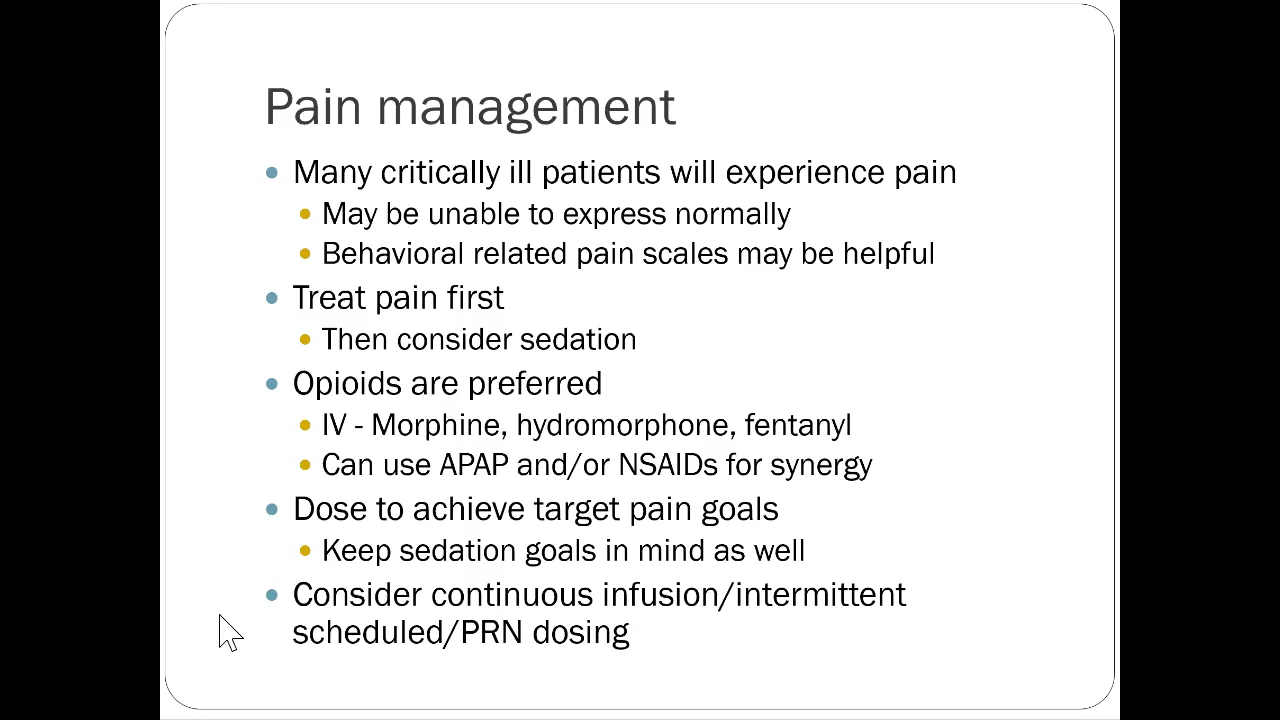 Pain management
Many critically ill patients will experience pain
May be unable to express normally
Behavioral related pain scales may be helpful
Treat pain first
Then consider sedation
Opioids are preferred
IV - Morphine, hydromorphone, fentanyl
Can use APAP and/or NSAIDs for synergy
Dose to achieve target pain goals
Keep sedation goals in mind as well
Consider continuous infusion/intermittent
scheduled/PRN dosing